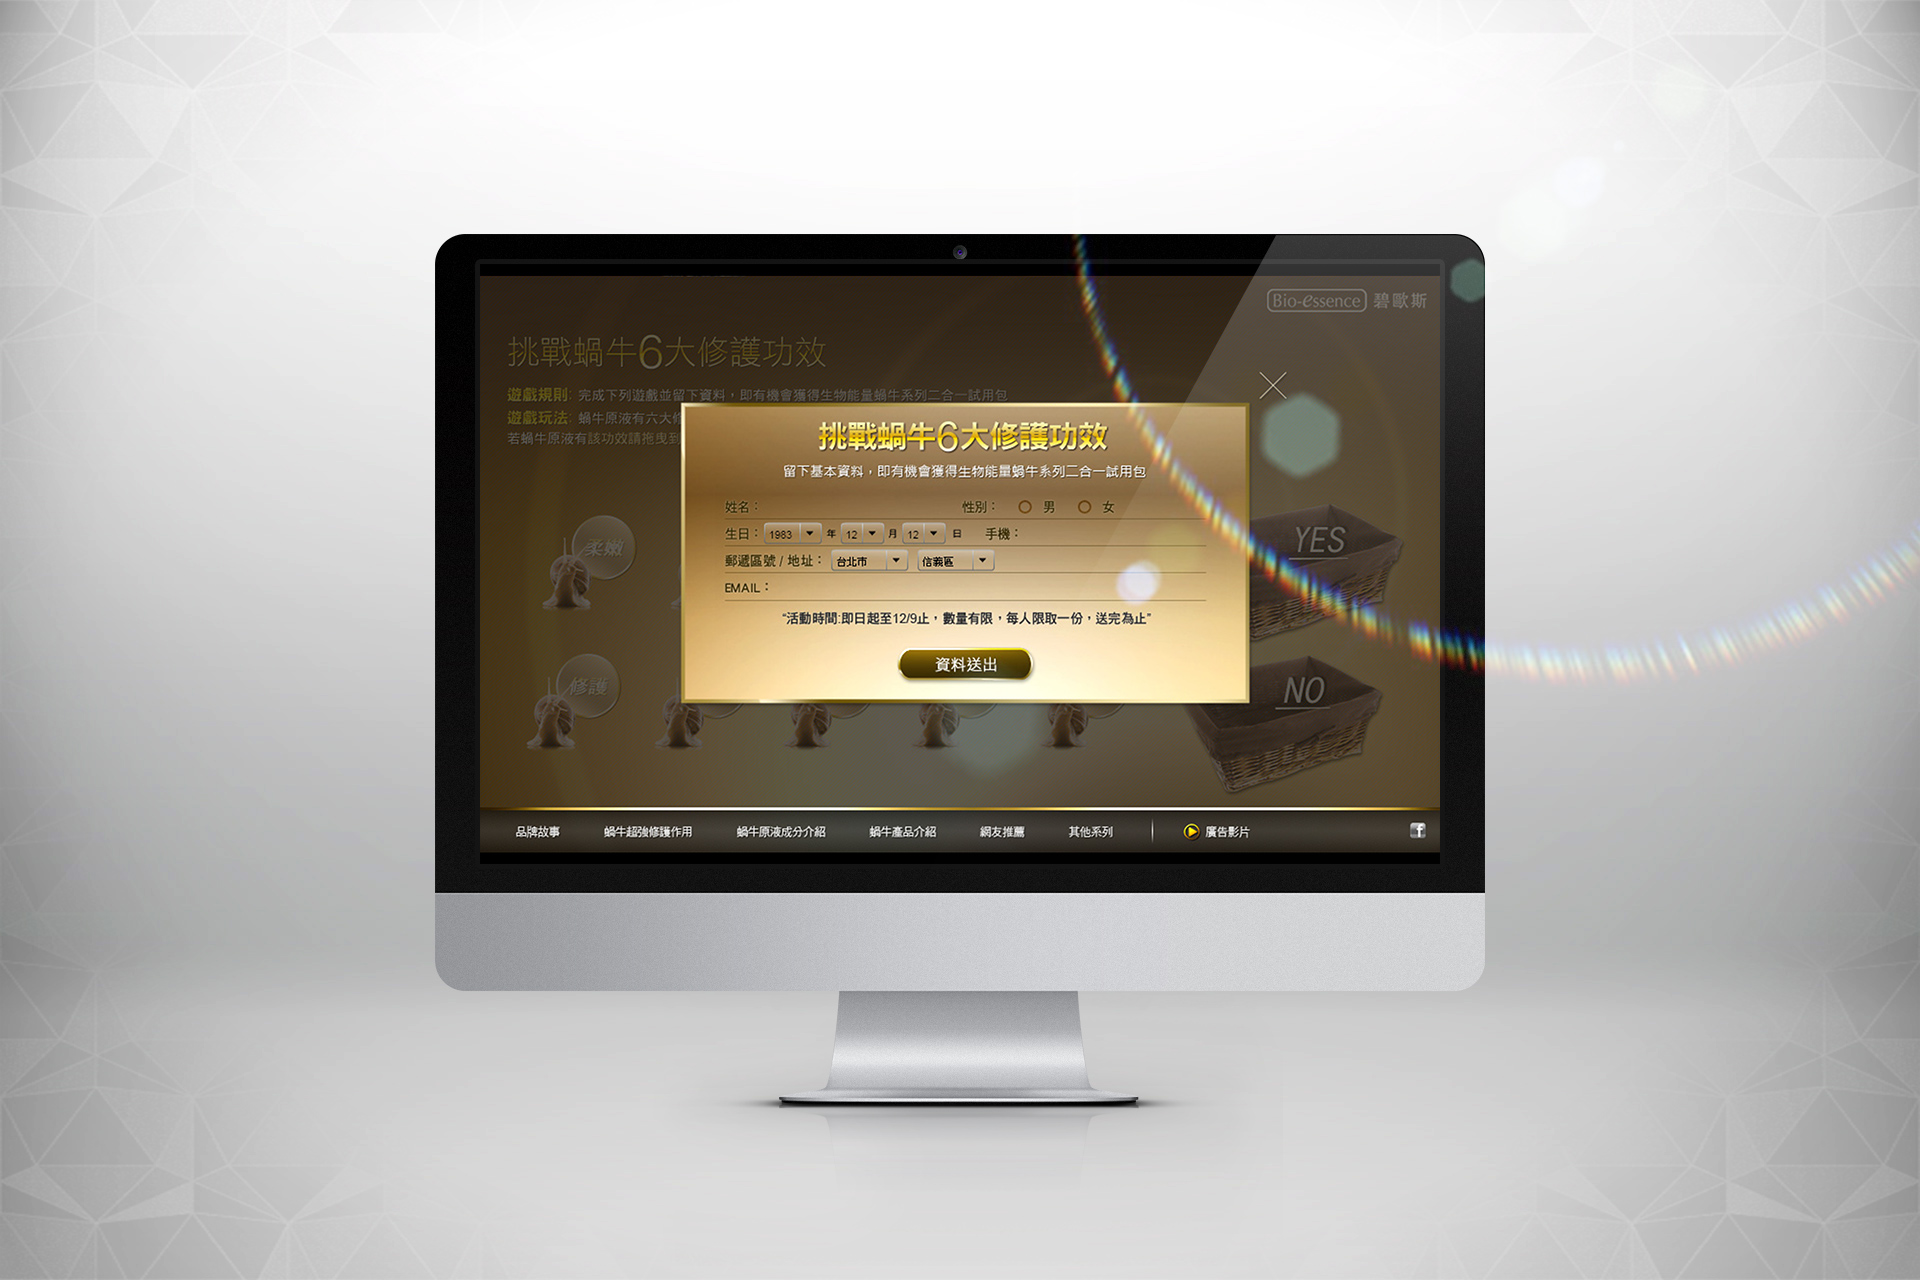 Bio-essence 碧歐斯
挑戰蝸牛6大修護功效
遊戲規則: 完成下列遊戲並留下資料，即有機會獲得生物能量蝸牛系列二合一試用包
遊戲玩法: 蝸牛原液有六大修
若蝸牛原液有該功效請拖曳到
挑戰蝸牛6大修護功效
留下基本資料，即有機會獲得生物能量蝸牛系列二合一試用包
姓名： 性別： 男 女
生日： 1983 年 12 月 12 日 手機：
郵遞區號 / 地址： 台北市 信義區
EMAIL：
“活動時間:即日起至12/9止，數量有限，每人限取一份，送完為止”
資料送出
柔嫩
YES
修護
NO
品牌故事 蝸牛超強修護作用 蝸牛原液成分介紹 蝸牛產品介紹 網友推薦 其他系列 廣告影片 f